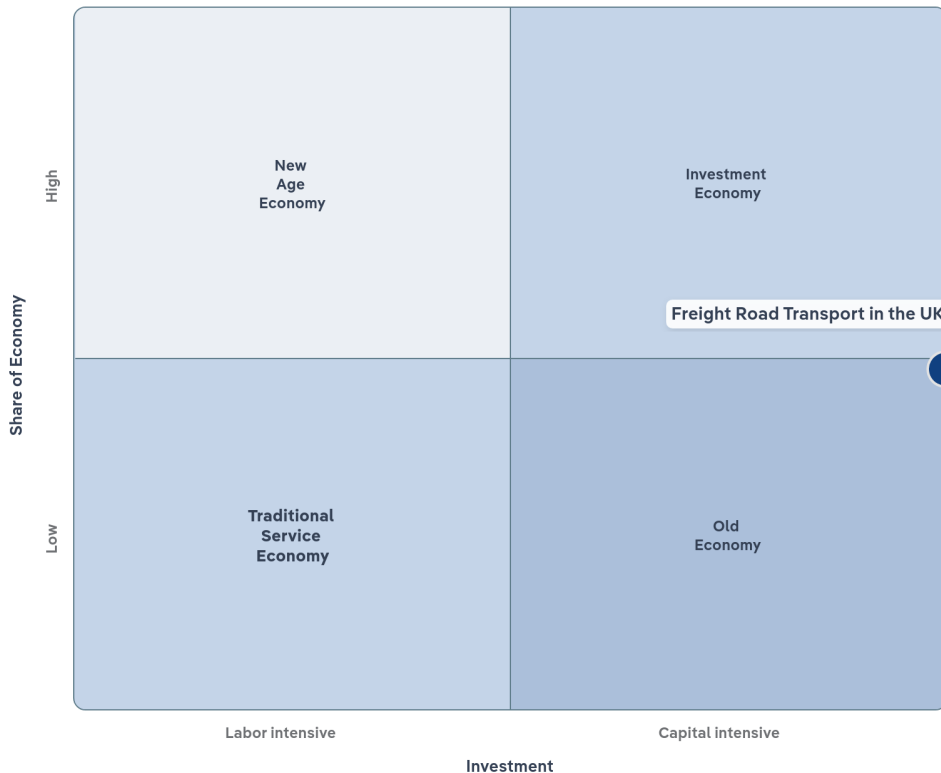 New
Age
Economy
Investment
Economy
High
Freight Road Transport in the UK
Share of Economy
Traditional
Service
Economy
Old
Economy
Low
Labor intensive
Capital intensive
Investment